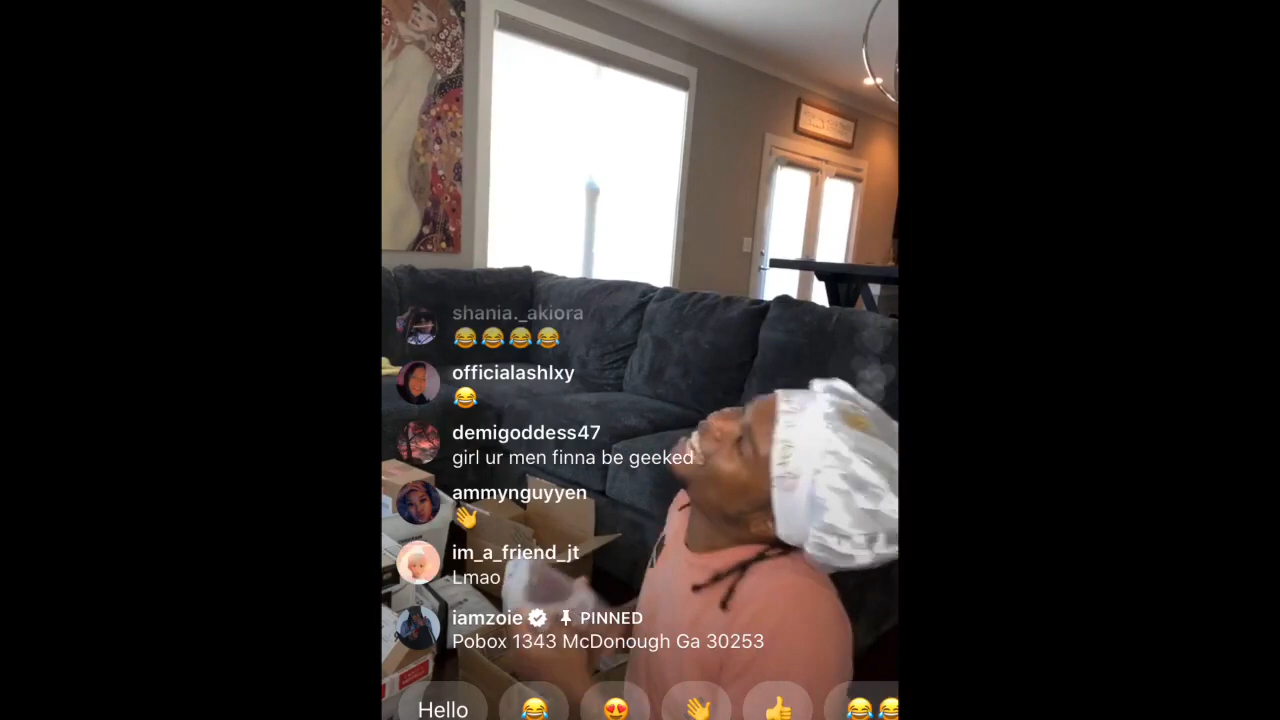 shania._akiora
😂😂😂😂
officialashlxy
😂
demigoddess47
girl ur men finna be geeked
ammynguyyen
👋
im_a_friend_jt
Lmao
iamzoie PINNED
Pobox 1343 McDonough Ga 30253
Hello 😂 😍 👋 👍 😂😂